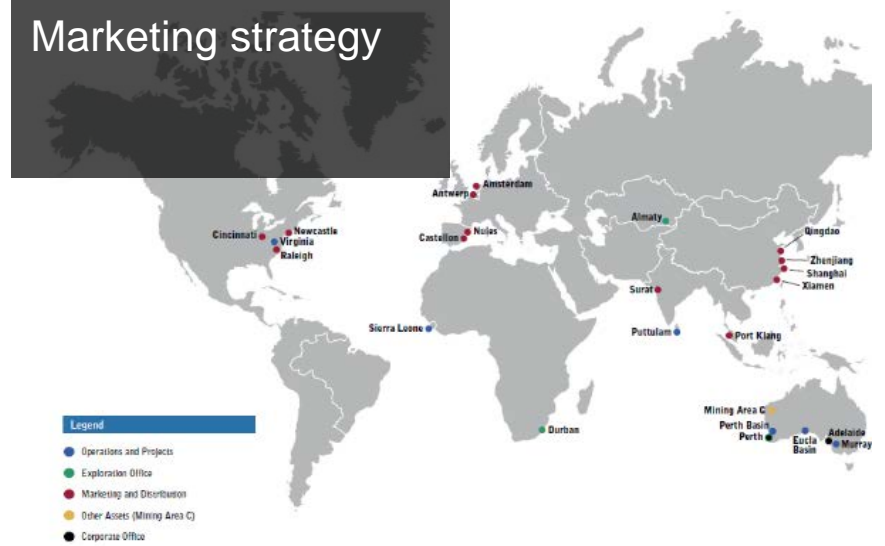 Marketing strategy
Amsterdam
Antwerp
Almaty
Qingdao
Newcastle
Cincinnati
Virginia
Raleigh
Nules
Castellon
Zhenjiang
Shanghai
Xiamen
Surat
Sierra Leone
Puttulam
Port Klang
Mining Area C
Perth Basin
Perth
Durban
Adelaide
Eucla
Basin
Murray
Legend
Operations and Projects
Exploration Office
Marketing and Distribution
Other Assets (Mining Area C)
Corporate Office